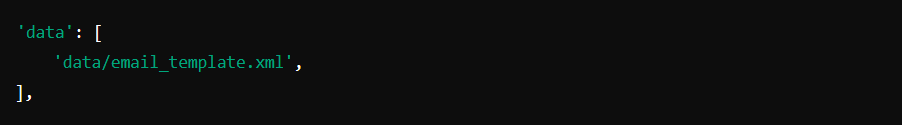 'data': [
    'data/email_template.xml',
],